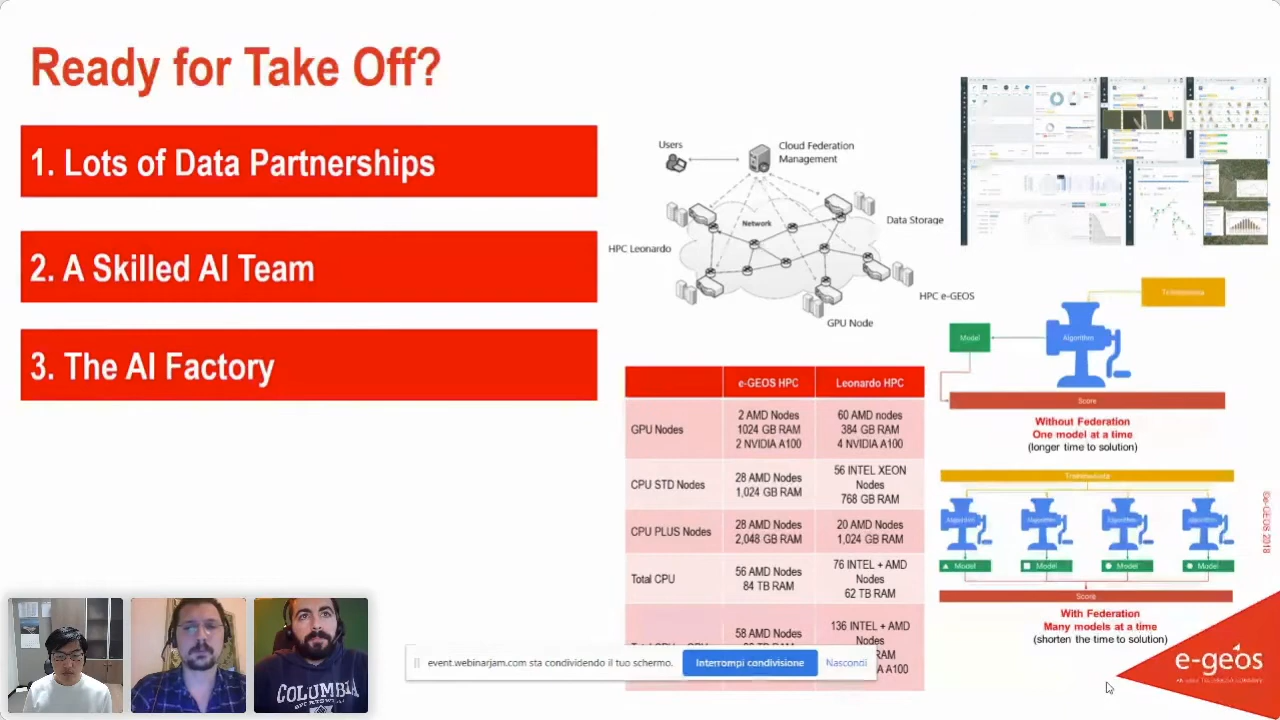 Ready for Take Off?
1. Lots of Data Partnerships
2. A Skilled AI Team
3. The AI Factory
Users
Cloud Federation
Management
Network
Data Storage
HPC Leonardo
HPC e-GEOS
GPU Node
Model
Algorithm
Score
Without Federation
One model at a time
(longer time to solution)
e-GEOS HPC
Leonardo HPC
GPU Nodes
2 AMD Nodes
1024 GB RAM
2 NVIDIA A100
60 AMD nodes
384 GB RAM
4 NVIDIA A100
CPU STD Nodes
28 AMD Nodes
1,024 GB RAM
56 INTEL XEON
Nodes
768 GB RAM
CPU PLUS Nodes
28 AMD Nodes
2,048 GB RAM
20 AMD Nodes
1,024 GB RAM
Total CPU
56 AMD Nodes
84 TB RAM
76 INTEL + AMD
Nodes
62 TB RAM
58 AMD Nodes
136 INTEL + AMD
Nodes
RAM
A100
Algorithm
Algorithm
Algorithm
Algorithm
Model
Model
Model
Model
Score
With Federation
Many models at a time
(shorten the time to solution)
e-GEOS 2018
e-geos
COLUMBIA
event.webinarjam.com sta condividendo il tuo schermo.
Interrompi condivisione
Nascondi